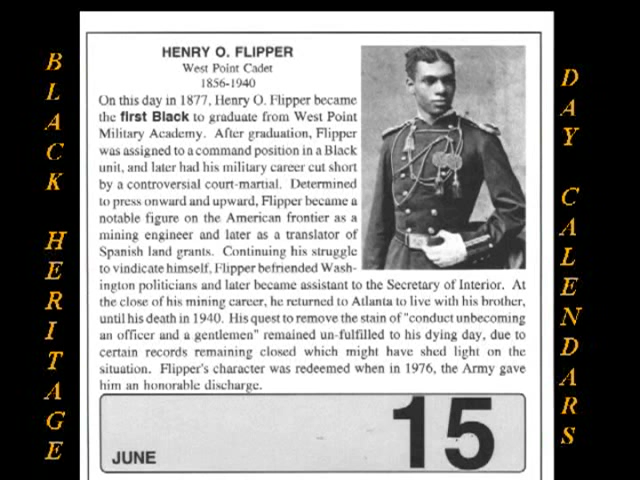 BLACK HERITAGE
HENRY O. FLIPPER
West Point Cadet
1856-1940
On this day in 1877, Henry O. Flipper became
the first Black to graduate from West Point
Military Academy. After graduation, Flipper
was assigned to a command position in a Black
unit, and later had his military career cut short
by a controversial court-martial. Determined
to press onward and upward, Flipper became a
notable figure on the American frontier as a
mining engineer and later as a translator of
Spanish land grants. Continuing his struggle
to vindicate himself, Flipper befriended Wash-
ington politicians and later became assistant to the Secretary of Interior. At
the close of his mining career, he returned to Atlanta to live with his brother,
until his death in 1940. His quest to remove the stain of "conduct unbecoming
an officer and a gentlemen" remained un-fulfilled to his dying day, due to
certain records remaining closed which might have shed light on the
situation. Flipper's character was redeemed when in 1976, the Army gave
him an honorable discharge.
JUNE 15
DAY CALENDARS